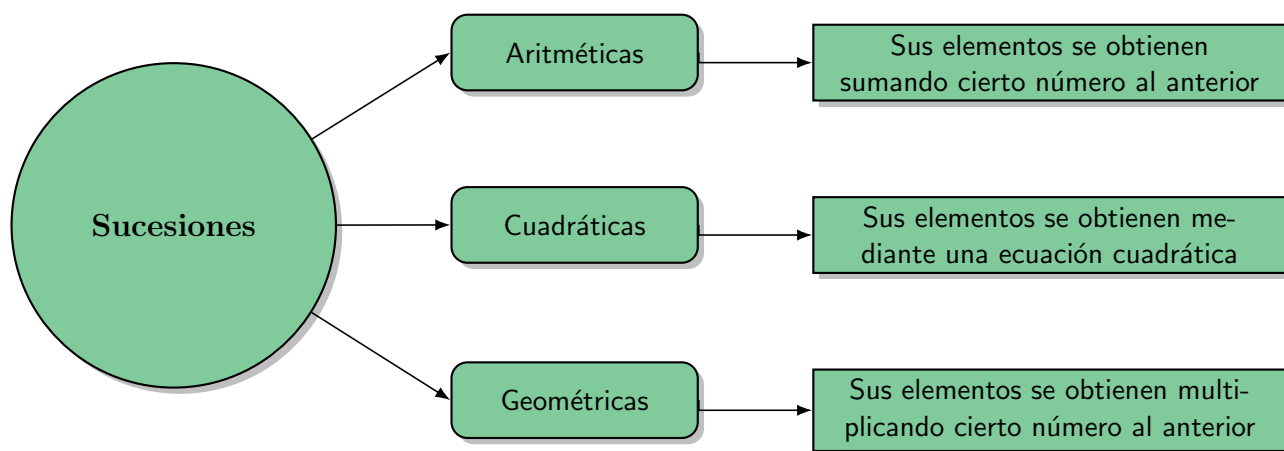 Sucesiones
Aritméticas
Sus elementos se obtienen
sumando cierto número al anterior
Cuadráticas
Sus elementos se obtienen me-
diante una ecuación cuadrática
Geométricas
Sus elementos se obtienen multi-
plicando cierto número al anterior